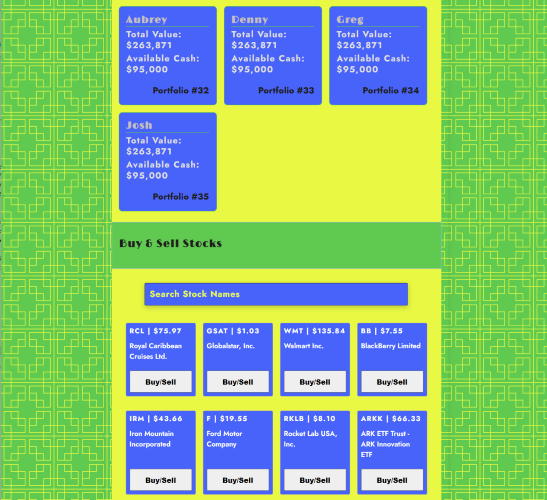 Aubrey
Total Value:
$263,871
Available Cash:
$95,000
Portfolio #32
Denny
Total Value:
$263,871
Available Cash:
$95,000
Portfolio #33
Greg
Total Value:
$263,871
Available Cash:
$95,000
Portfolio #34
Josh
Total Value:
$263,871
Available Cash:
$95,000
Portfolio #35
Buy & Sell Stocks
Search Stock Names
RCL | $75.97
Royal Caribbean
Cruises Ltd.
Buy/Sell
GSAT | $1.03
Globalstar, Inc.
Buy/Sell
WMT | $135.84
Walmart Inc.
Buy/Sell
BB | $7.55
BlackBerry Limited
Buy/Sell
IRM | $43.66
Iron Mountain
Incorporated
Buy/Sell
F | $19.55
Ford Motor
Company
Buy/Sell
RKLB | $8.10
Rocket Lab USA,
Inc.
Buy/Sell
ARKK | $66.33
ARK ETF Trust -
ARK Innovation
ETF
Buy/Sell